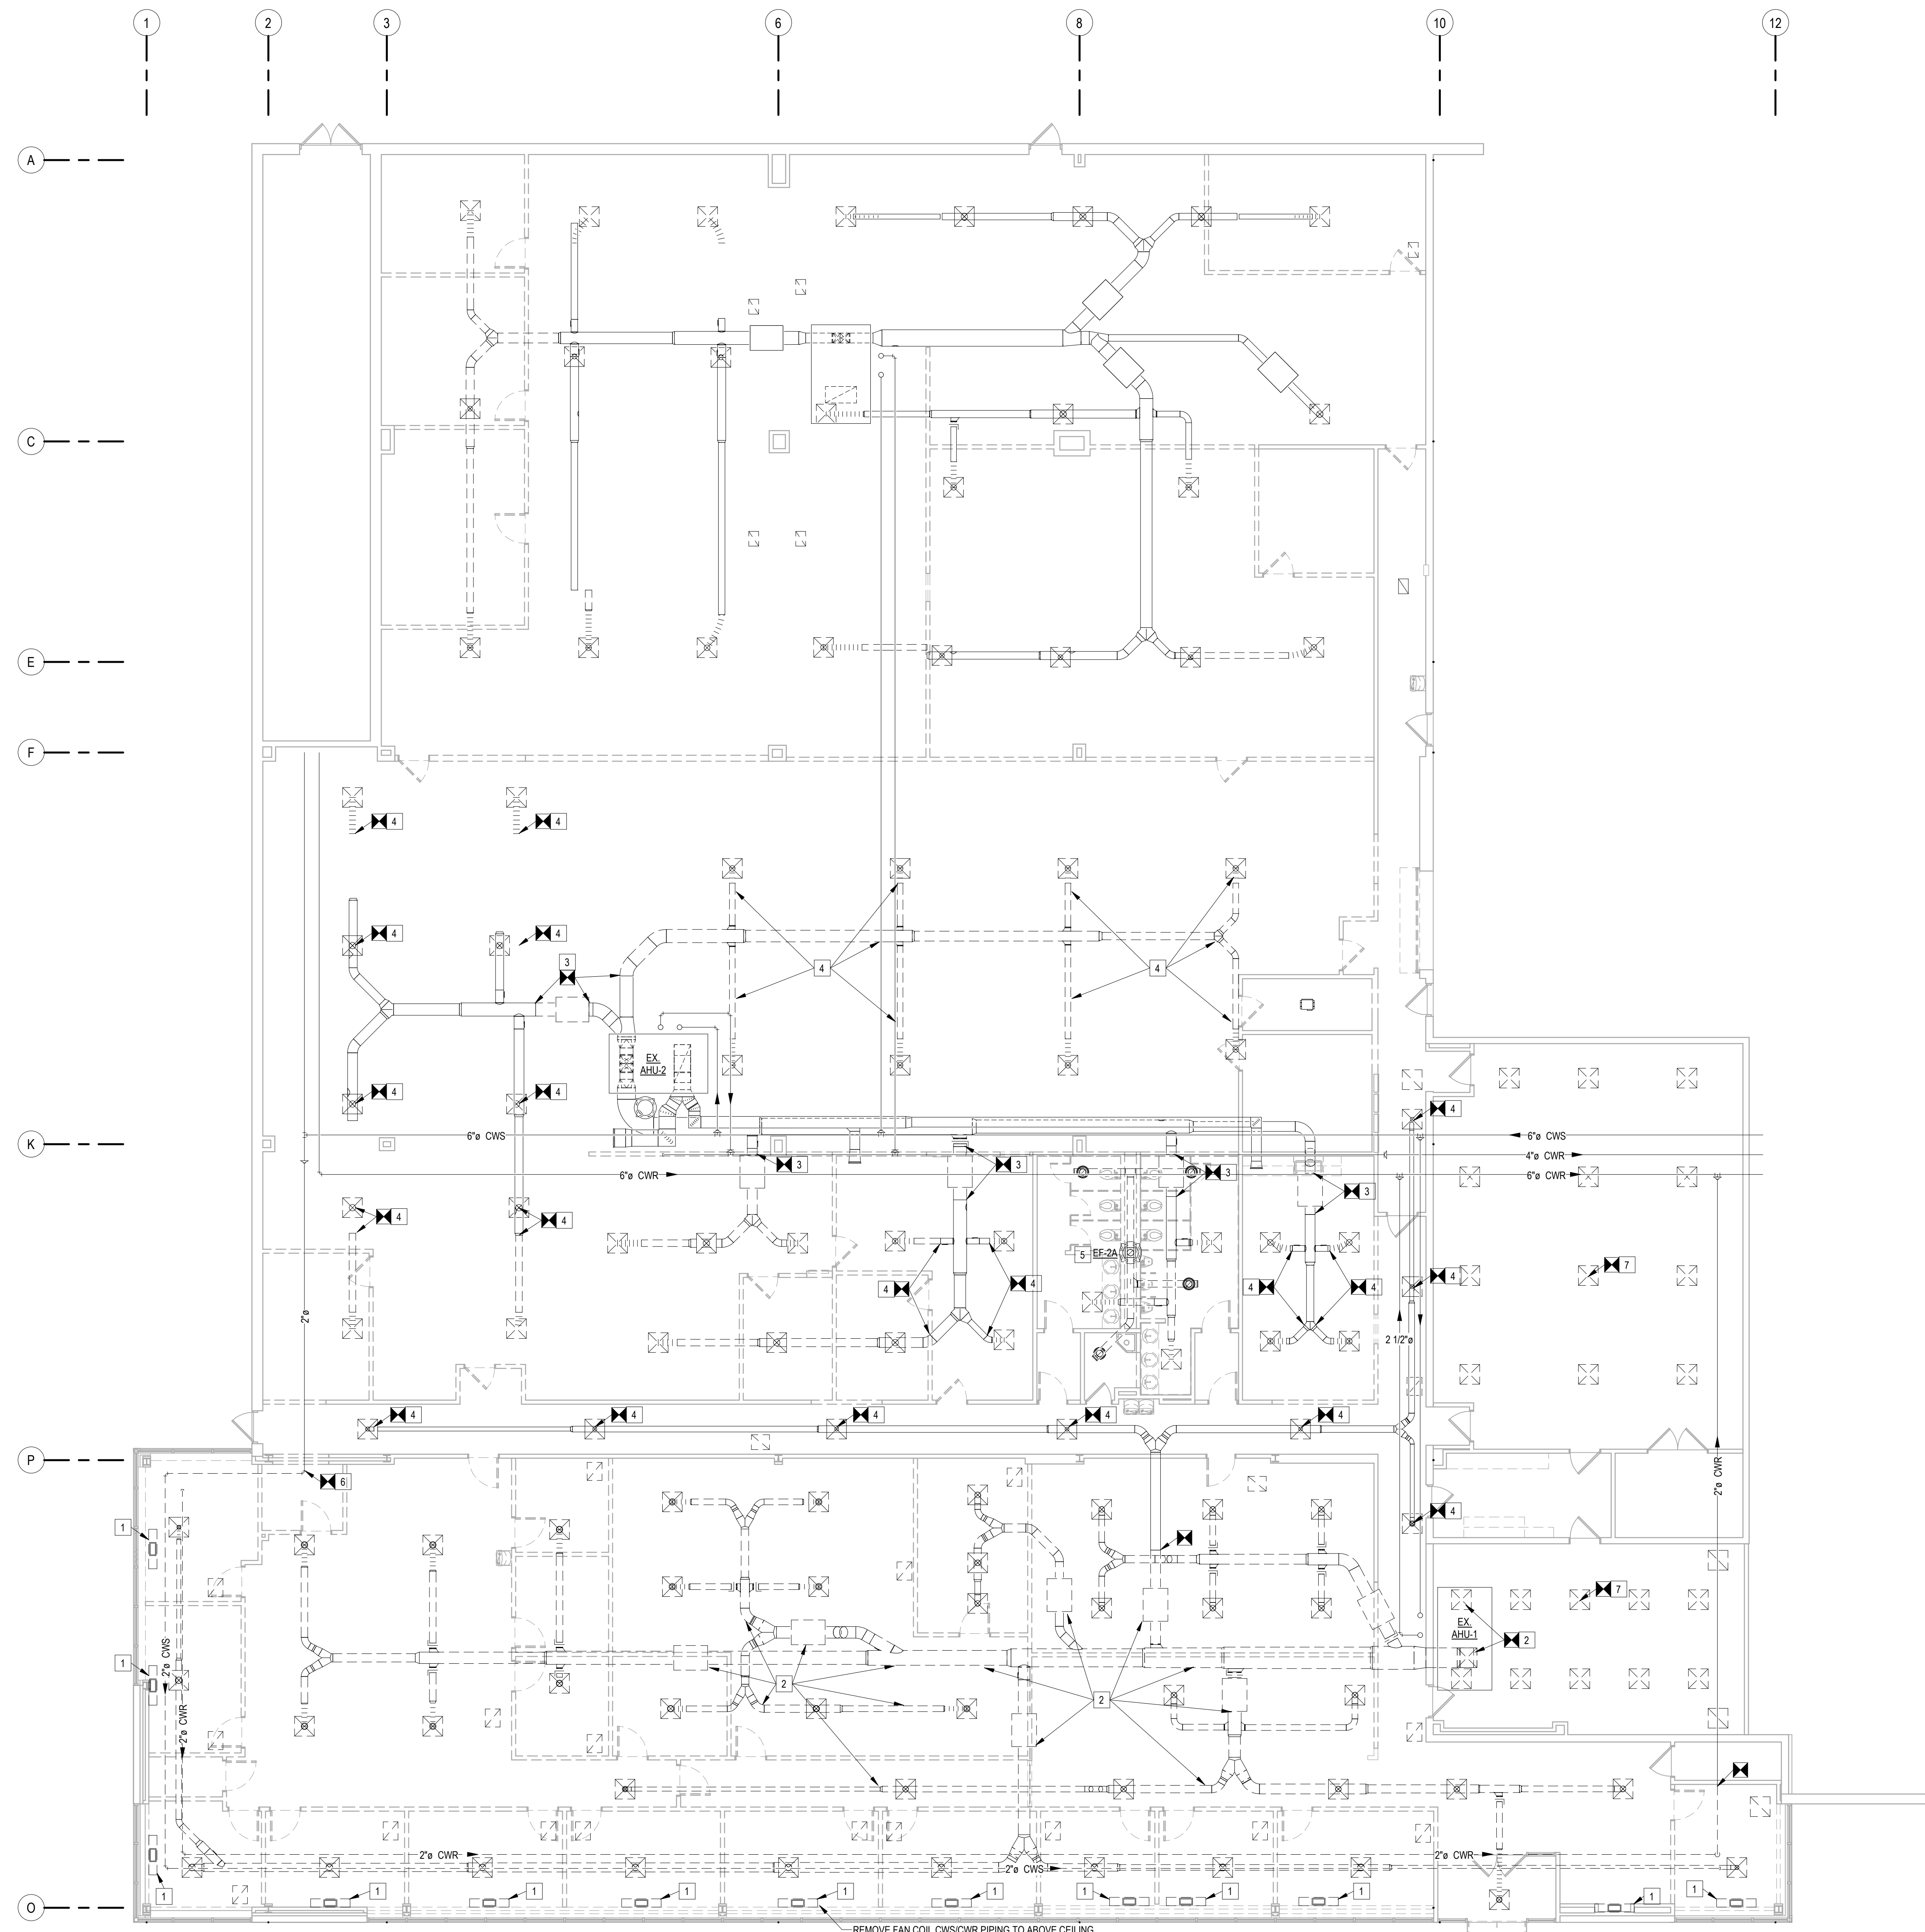 1 2 3 6 8 10 12
A
C
E
F
4 4
4 4
3
4 4
EX.
AHU-2
4 4
4
K
6"ø CWS 6"ø CWS
4"ø CWR
6"ø CWR 6"ø CWR
3 3 3 3
4 4
5 EF-2A
7
4 4 4 4 4
2"ø
2 1/2"ø
4 4 4 4 4
P
6
2"ø CWR
4
1
7
EX.
AHU-1
2
1
2"ø CWS
2"ø CWR
2 2
2"ø CWR 2"ø CWS 2"ø CWR
1
1 1 1 1 1 1 1 1 1 1
O
REMOVE FAN COIL CWS/CWR PIPING TO ABOVE CEILING